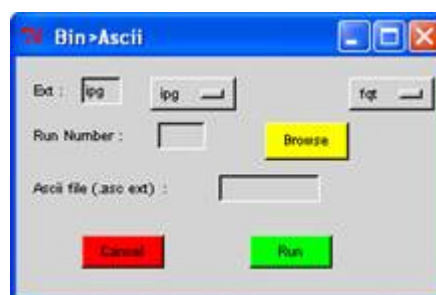 Bin>Ascii
Ext : ipg ipg fqt
Run Number : Browse
Ascii file (.asc ext) :
Cancel Run